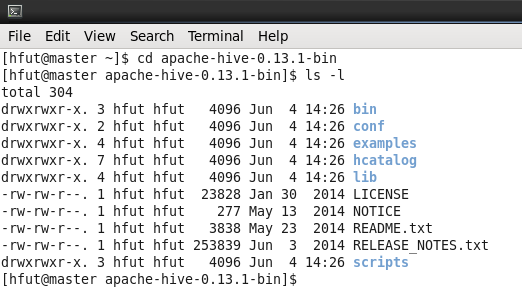 File Edit View Search Terminal Help
[hfut@master ~]$ cd apache-hive-0.13.1-bin
[hfut@master apache-hive-0.13.1-bin]$ ls -l
total 304
drwxrwxr-x. 3 hfut hfut   4096 Jun  4 14:26 bin
drwxrwxr-x. 2 hfut hfut   4096 Jun  4 14:26 conf
drwxrwxr-x. 4 hfut hfut   4096 Jun  4 14:26 examples
drwxrwxr-x. 7 hfut hfut   4096 Jun  4 14:26 hcatalog
drwxrwxr-x. 4 hfut hfut   4096 Jun  4 14:26 lib
-rw-rw-r--. 1 hfut hfut  23828 Jan 30  2014 LICENSE
-rw-rw-r--. 1 hfut hfut    277 May 13  2014 NOTICE
-rw-rw-r--. 1 hfut hfut   3838 May 23  2014 README.txt
-rw-rw-r--. 1 hfut hfut 253839 Jun  3  2014 RELEASE_NOTES.txt
drwxrwxr-x. 3 hfut hfut   4096 Jun  4 14:26 scripts
[hfut@master apache-hive-0.13.1-bin]$